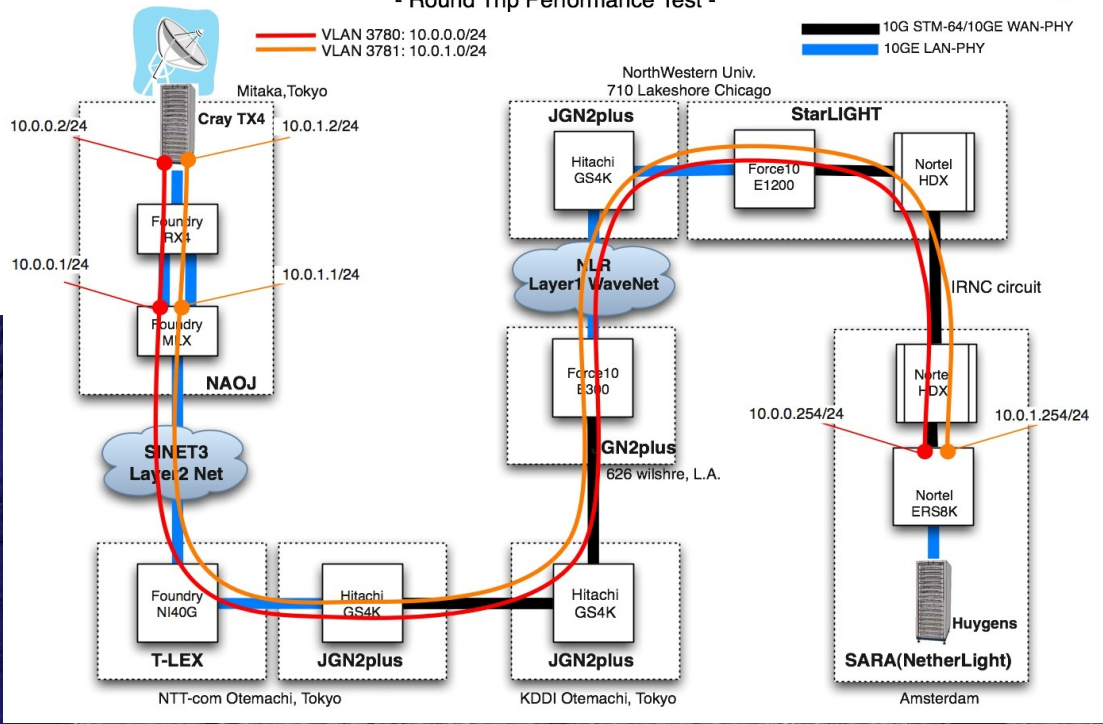 - Round Trip Performance Test -
VLAN 3780: 10.0.0.0/24
VLAN 3781: 10.0.1.0/24
10G STM-64/10GE WAN-PHY
10GE LAN-PHY
Mitaka,Tokyo
Cray TX4
10.0.0.2/24
10.0.1.2/24
Foundry
RX4
10.0.0.1/24
10.0.1.1/24
Foundry
MLX
NAOJ
SINET3
Layer2 Net
Foundry
NI40G
T-LEX
Hitachi
GS4K
JGN2plus
NTT-com Otemachi, Tokyo
Hitachi
GS4K
JGN2plus
KDDI Otemachi, Tokyo
Force10
E300
GN2plus
626 wilshre, L.A.
NLR
Layer1 WaveNet
NorthWestern Univ.
710 Lakeshore Chicago
JGN2plus
Hitachi
GS4K
StarLIGHT
Force10
E1200
Nortel
HDX
IRNC circuit
Nortel
HDX
10.0.0.254/24
10.0.1.254/24
Nortel
ERS8K
Huygens
SARA(NetherLight)
Amsterdam